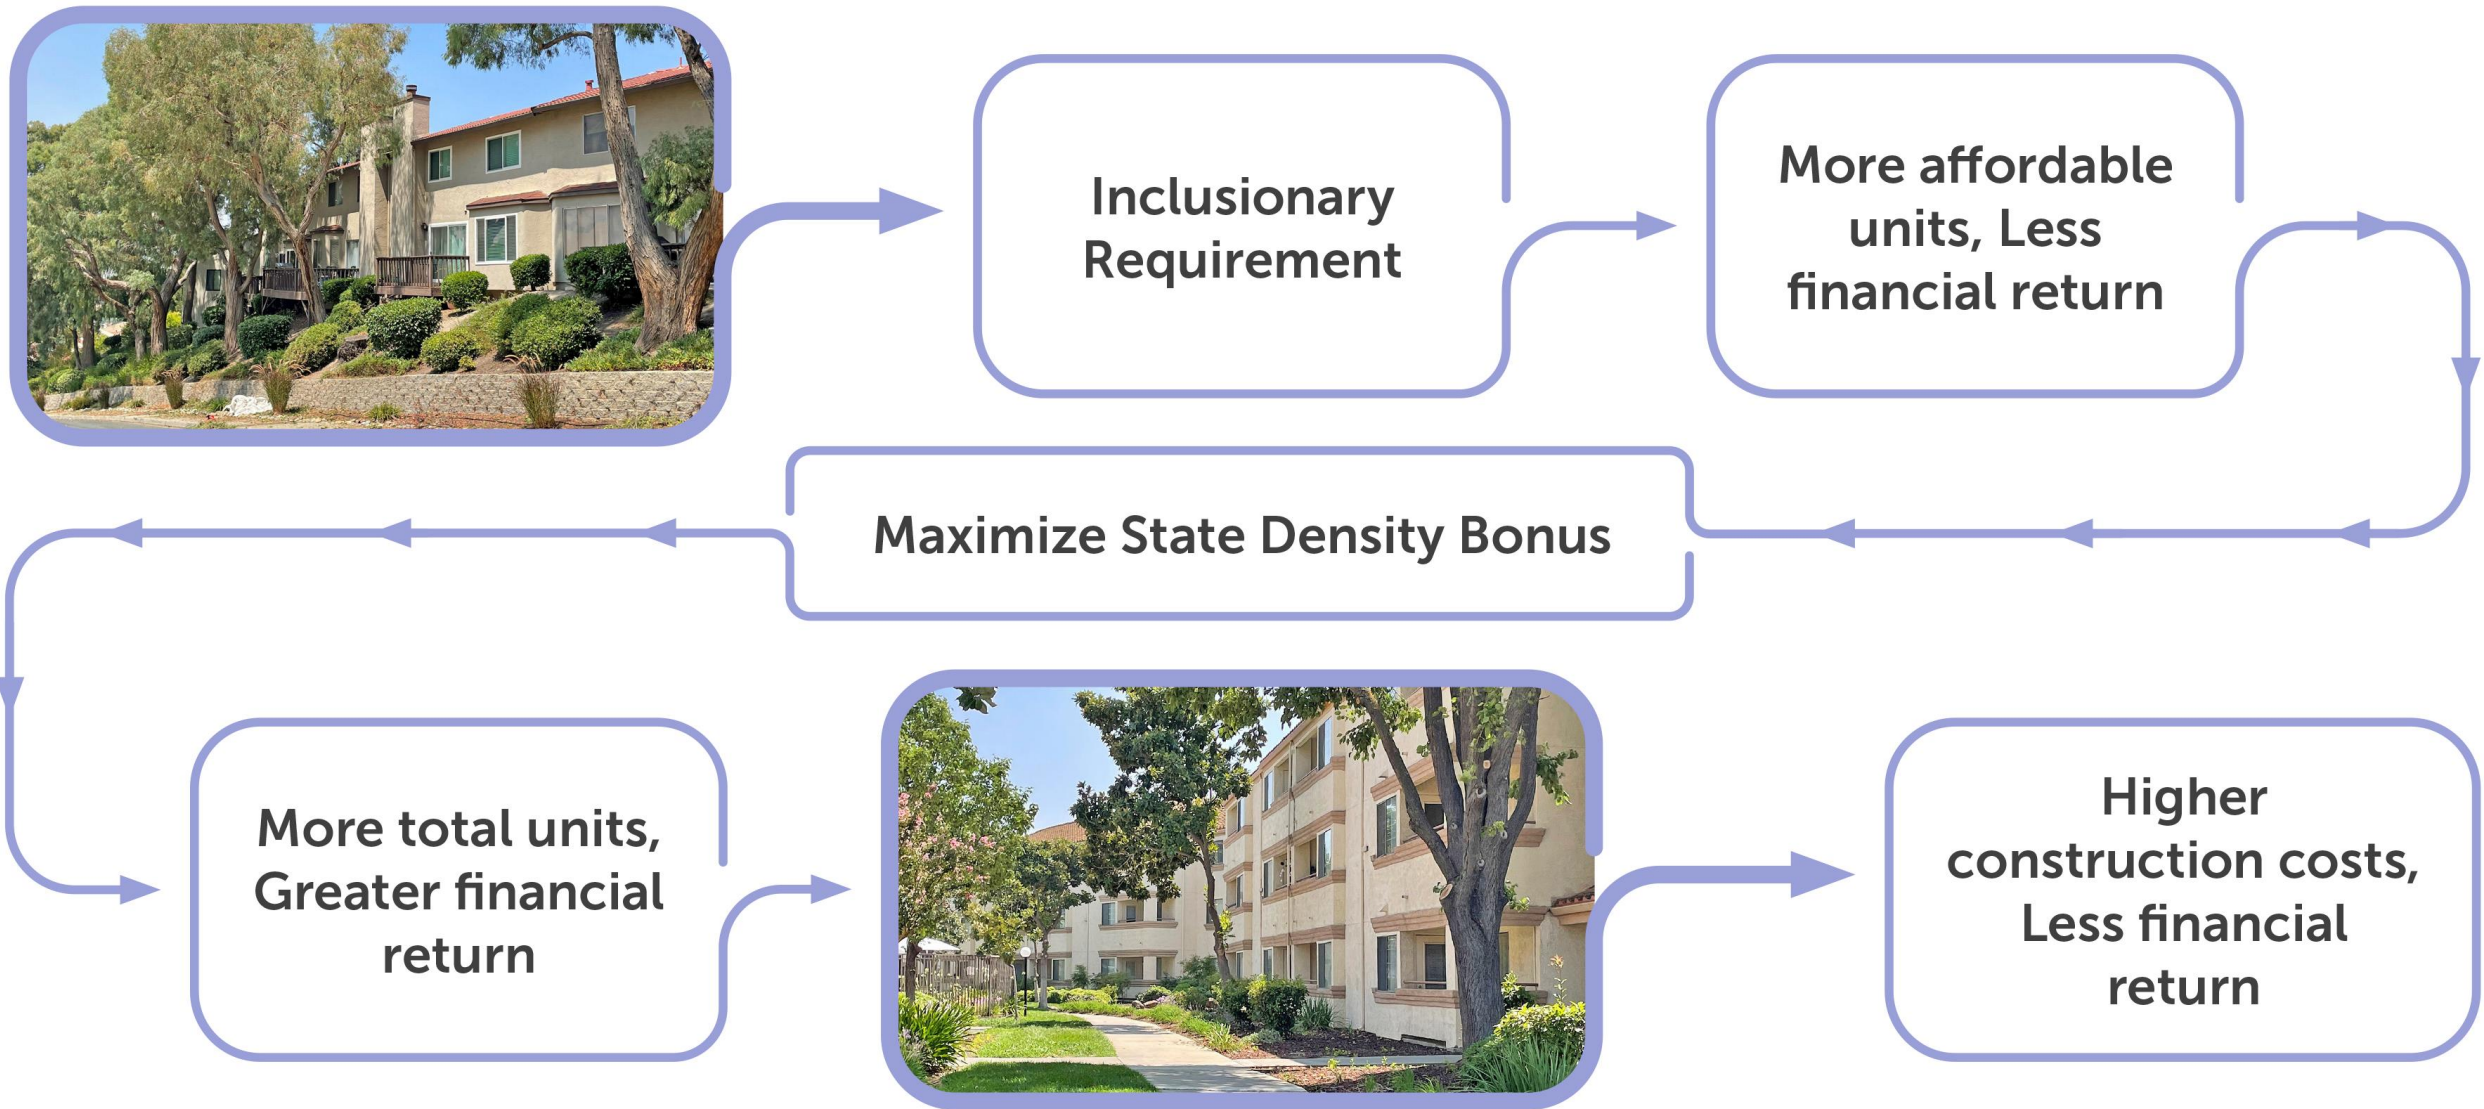 Inclusionary
Requirement
More affordable
units, Less
financial return
Maximize State Density Bonus
More total units,
Greater financial
return
Higher
construction costs,
Less financial
return